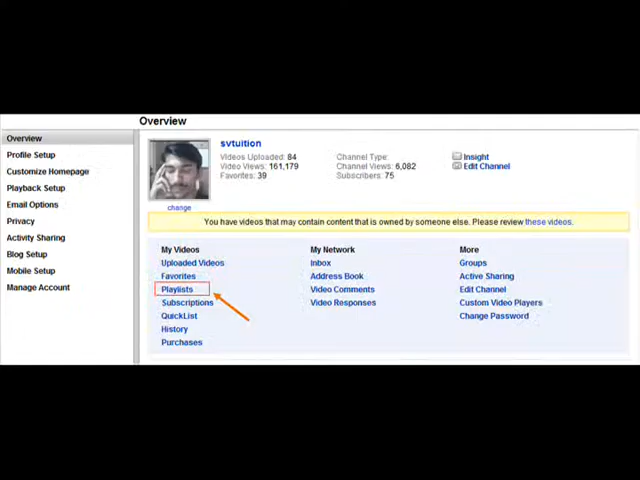 Overview
Overview
Profile Setup
Customize Homepage
Playback Setup
Email Options
Privacy
Activity Sharing
Blog Setup
Mobile Setup
Manage Account
svtuition
Videos Uploaded: 84
Video Views: 161,179
Favorites: 39
Channel Type:
Channel Views: 6,082
Subscribers: 75
Insight
Edit Channel
change
You have videos that may contain content that is owned by someone else. Please review these videos.
My Videos
Uploaded Videos
Favorites
Playlists
Subscriptions
QuickList
History
Purchases
My Network
Inbox
Address Book
Video Comments
Video Responses
More
Groups
Active Sharing
Edit Channel
Custom Video Players
Change Password